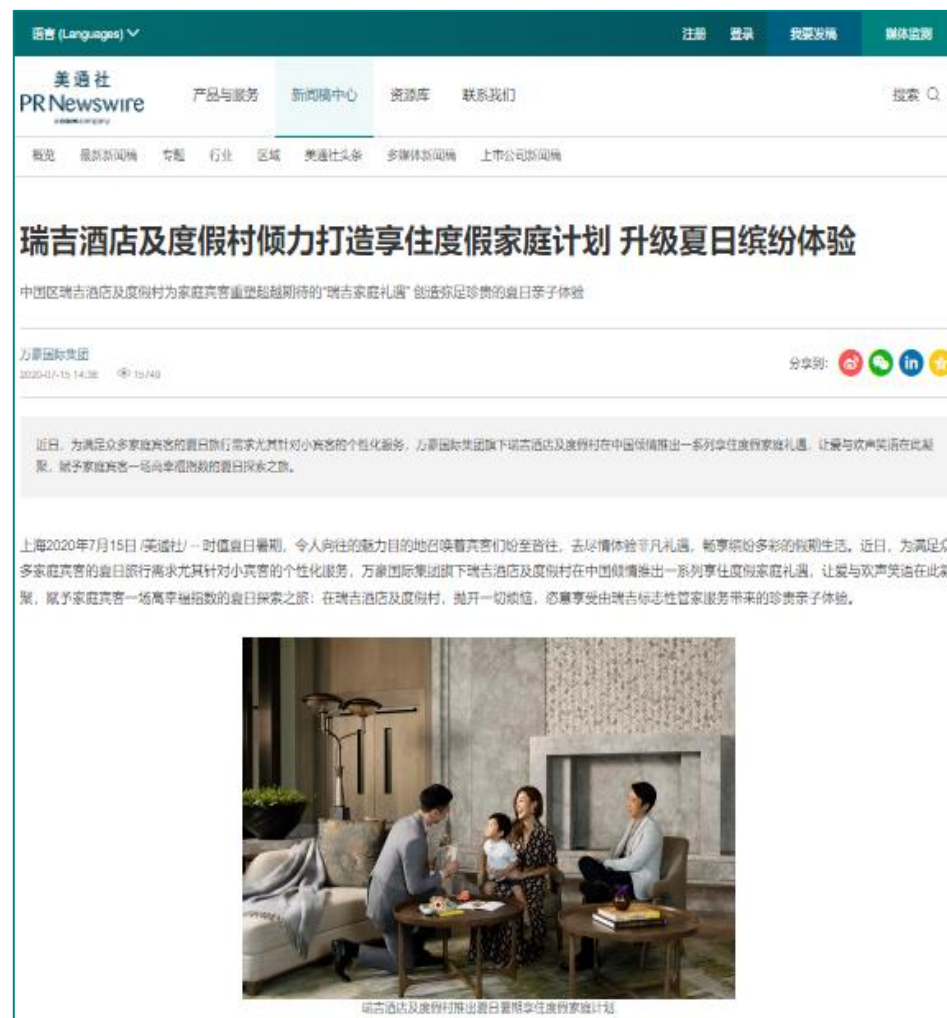 语言 (Languages)
注册 登录 我要发稿 媒体监测
美通社
PR Newswire
产品与服务 新闻稿中心 资源库 联系我们
搜索
概览 最新新闻稿 专题 行业 区域 美通社头条 多媒体新闻稿 上市公司新闻稿
瑞吉酒店及度假村倾力打造享住度假家庭计划 升级夏日缤纷体验
中国区瑞吉酒店及度假村为家庭宾客重塑超越期待的“瑞吉家庭礼遇” 创造弥足珍贵的夏日亲子体验
万豪国际集团
分享到:
2020-07-15 14:38 15749
近日，为满足众多家庭宾客的夏日旅行需求尤其针对小宾客的个性化服务，万豪国际集团旗下瑞吉酒店及度假村在中国倾情推出一系列享住度假家庭礼遇，让爱与欢声笑语在此凝
聚，赋予家庭宾客一场高幸福指数的夏日探索之旅。
上海2020年7月15日 /美通社/ -- 时值夏日暑期，令人向往的魅力目的地召唤着宾客们纷至沓往，去尽情体验非凡礼遇，畅享缤纷多彩的假期生活。近日，为满足众
多家庭宾客的夏日旅行需求尤其针对小宾客的个性化服务，万豪国际集团旗下瑞吉酒店及度假村在中国倾情推出一系列享住度假家庭礼遇，让爱与欢声笑语在此凝
聚，赋予家庭宾客一场高幸福指数的夏日探索之旅：在瑞吉酒店及度假村，抛开一切烦恼，恣意享受由瑞吉标志性管家服务带来的珍贵亲子体验。
瑞吉酒店及度假村推出夏日暑期享住度假家庭计划